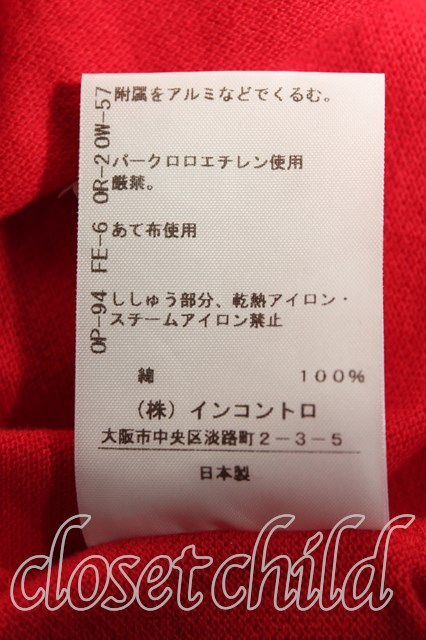 附属をアルミなどでくるむ。
パークロロエチレン使用
厳禁。
あて布使用
ししゅう部分、乾熱アイロン・
スチームアイロン禁止
綿 100%
（株）インコントロ
大阪市中央区淡路町2－3－5
日本製
OP-94 FE-6 OR-20W-57
closetchild